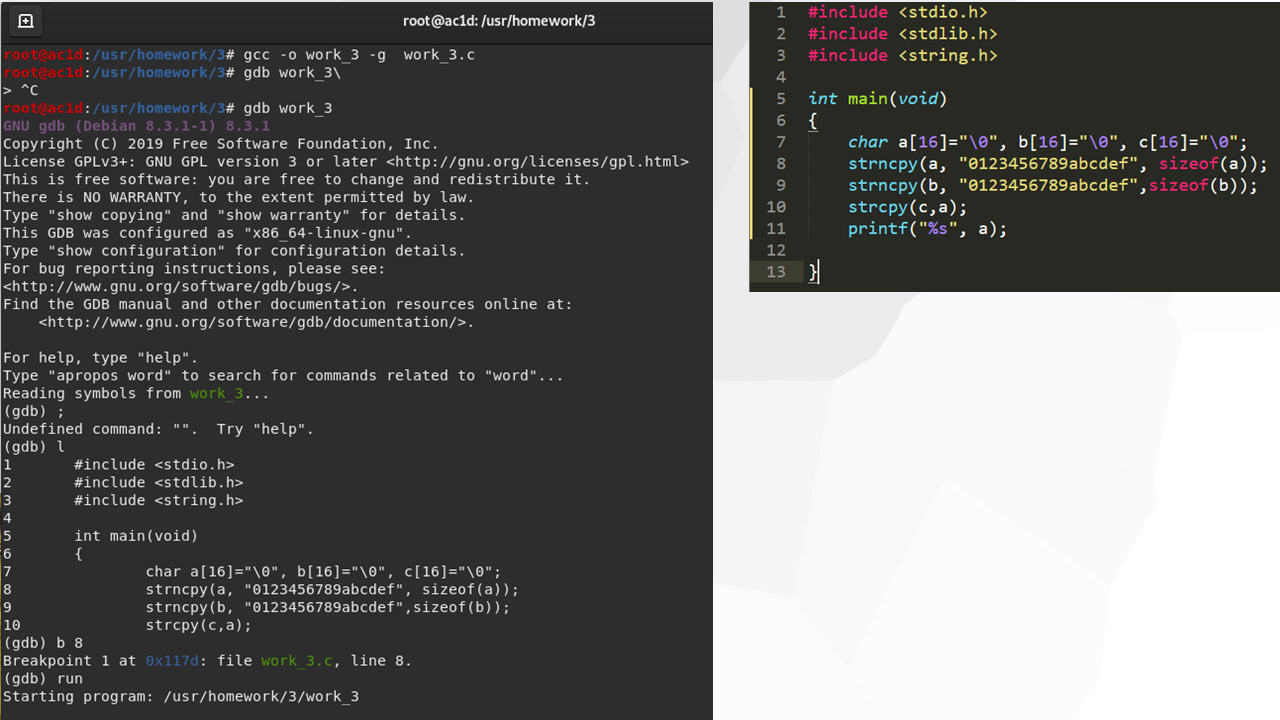 root@ac1d: /usr/homework/3
root@ac1d:/usr/homework/3# gcc -o work_3 -g  work_3.c
root@ac1d:/usr/homework/3# gdb work_3\
> ^C
root@ac1d:/usr/homework/3# gdb work_3
GNU gdb (Debian 8.3.1-1) 8.3.1
Copyright (C) 2019 Free Software Foundation, Inc.
License GPLv3+: GNU GPL version 3 or later <http://gnu.org/licenses/gpl.html>
This is free software: you are free to change and redistribute it.
There is NO WARRANTY, to the extent permitted by law.
Type "show copying" and "show warranty" for details.
This GDB was configured as "x86_64-linux-gnu".
Type "show configuration" for configuration details.
For bug reporting instructions, please see:
<http://www.gnu.org/software/gdb/bugs/>.
Find the GDB manual and other documentation resources online at:
    <http://www.gnu.org/software/gdb/documentation/>.

For help, type "help".
Type "apropos word" to search for commands related to "word"...
Reading symbols from work_3...
(gdb) ;
Undefined command: "".  Try "help".
(gdb) l
1       #include <stdio.h>
2       #include <stdlib.h>
3       #include <string.h>
4
5       int main(void)
6       {
7               char a[16]="\0", b[16]="\0", c[16]="\0";
8               strncpy(a, "0123456789abcdef", sizeof(a));
9               strncpy(b, "0123456789abcdef",sizeof(b));
10              strcpy(c,a);
(gdb) b 8
Breakpoint 1 at 0x117d: file work_3.c, line 8.
(gdb) run
Starting program: /usr/homework/3/work_3
1 #include <stdio.h>
2 #include <stdlib.h>
3 #include <string.h>
4
5 int main(void)
6 {
7     char a[16]="\0", b[16]="\0", c[16]="\0";
8     strncpy(a, "0123456789abcdef", sizeof(a));
9     strncpy(b, "0123456789abcdef",sizeof(b));
10     strcpy(c,a);
11     printf("%s", a);
12
13 }